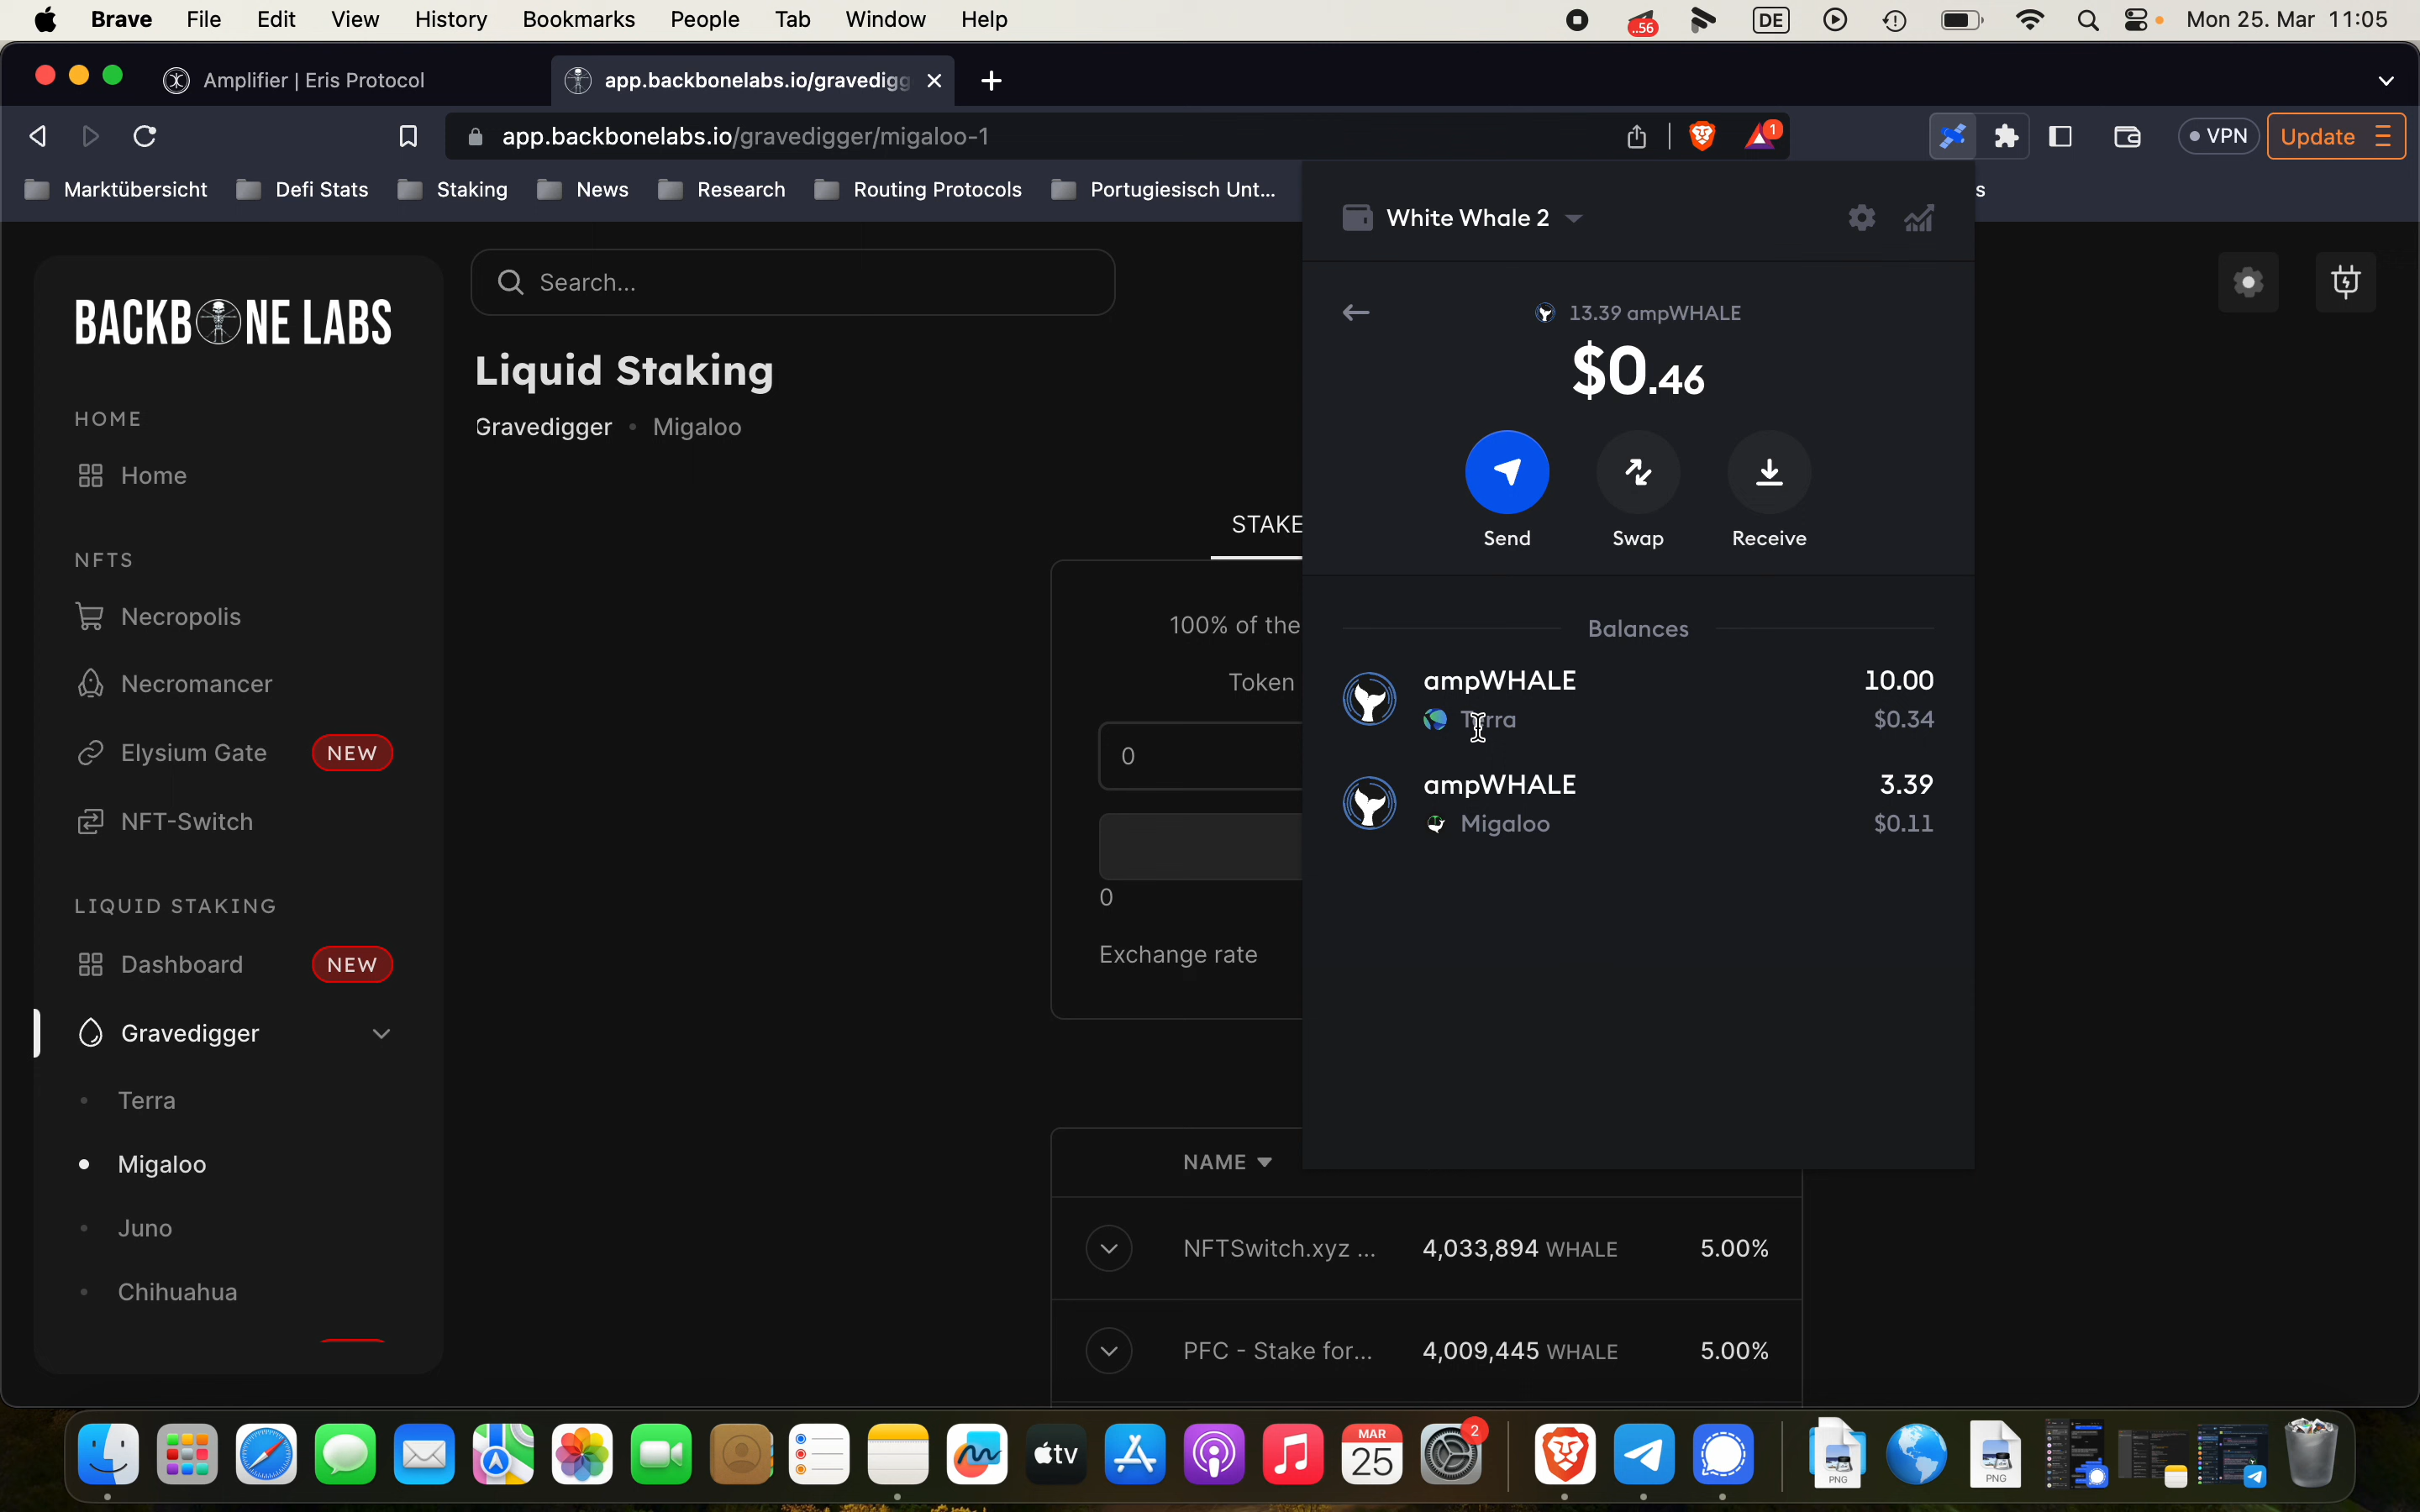 Brave File Edit View History Bookmarks People Tab Window Help
..56
DE
Mon 25. Mar 11:05
Amplifier | Eris Protocol
app.backbonelabs.io/gravedigg
app.backbonelabs.io/gravedigger/migaloo-1
1
VPN
Update
Marktübersicht Defi Stats Staking News Research Routing Protocols Portugiesisch Unt... s
BACKBONE LABS
HOME
Home
NFTS
Necropolis
Necromancer
Elysium Gate NEW
NFT-Switch
LIQUID STAKING
Dashboard NEW
Gravedigger
Terra
Migaloo
Juno
Chihuahua
Search...
Liquid Staking
Gravedigger • Migaloo
STAKE
100% of the
Token
0
0
Exchange rate
NAME
NFTSwitch.xyz ... 4,033,894 WHALE 5.00%
PFC - Stake for... 4,009,445 WHALE 5.00%
White Whale 2
13.39 ampWHALE
$0.46
Send Swap Receive
Balances
ampWHALE 10.00
Terra $0.34
ampWHALE 3.39
Migaloo $0.11
tv
MAR
25
2
PNG
PNG